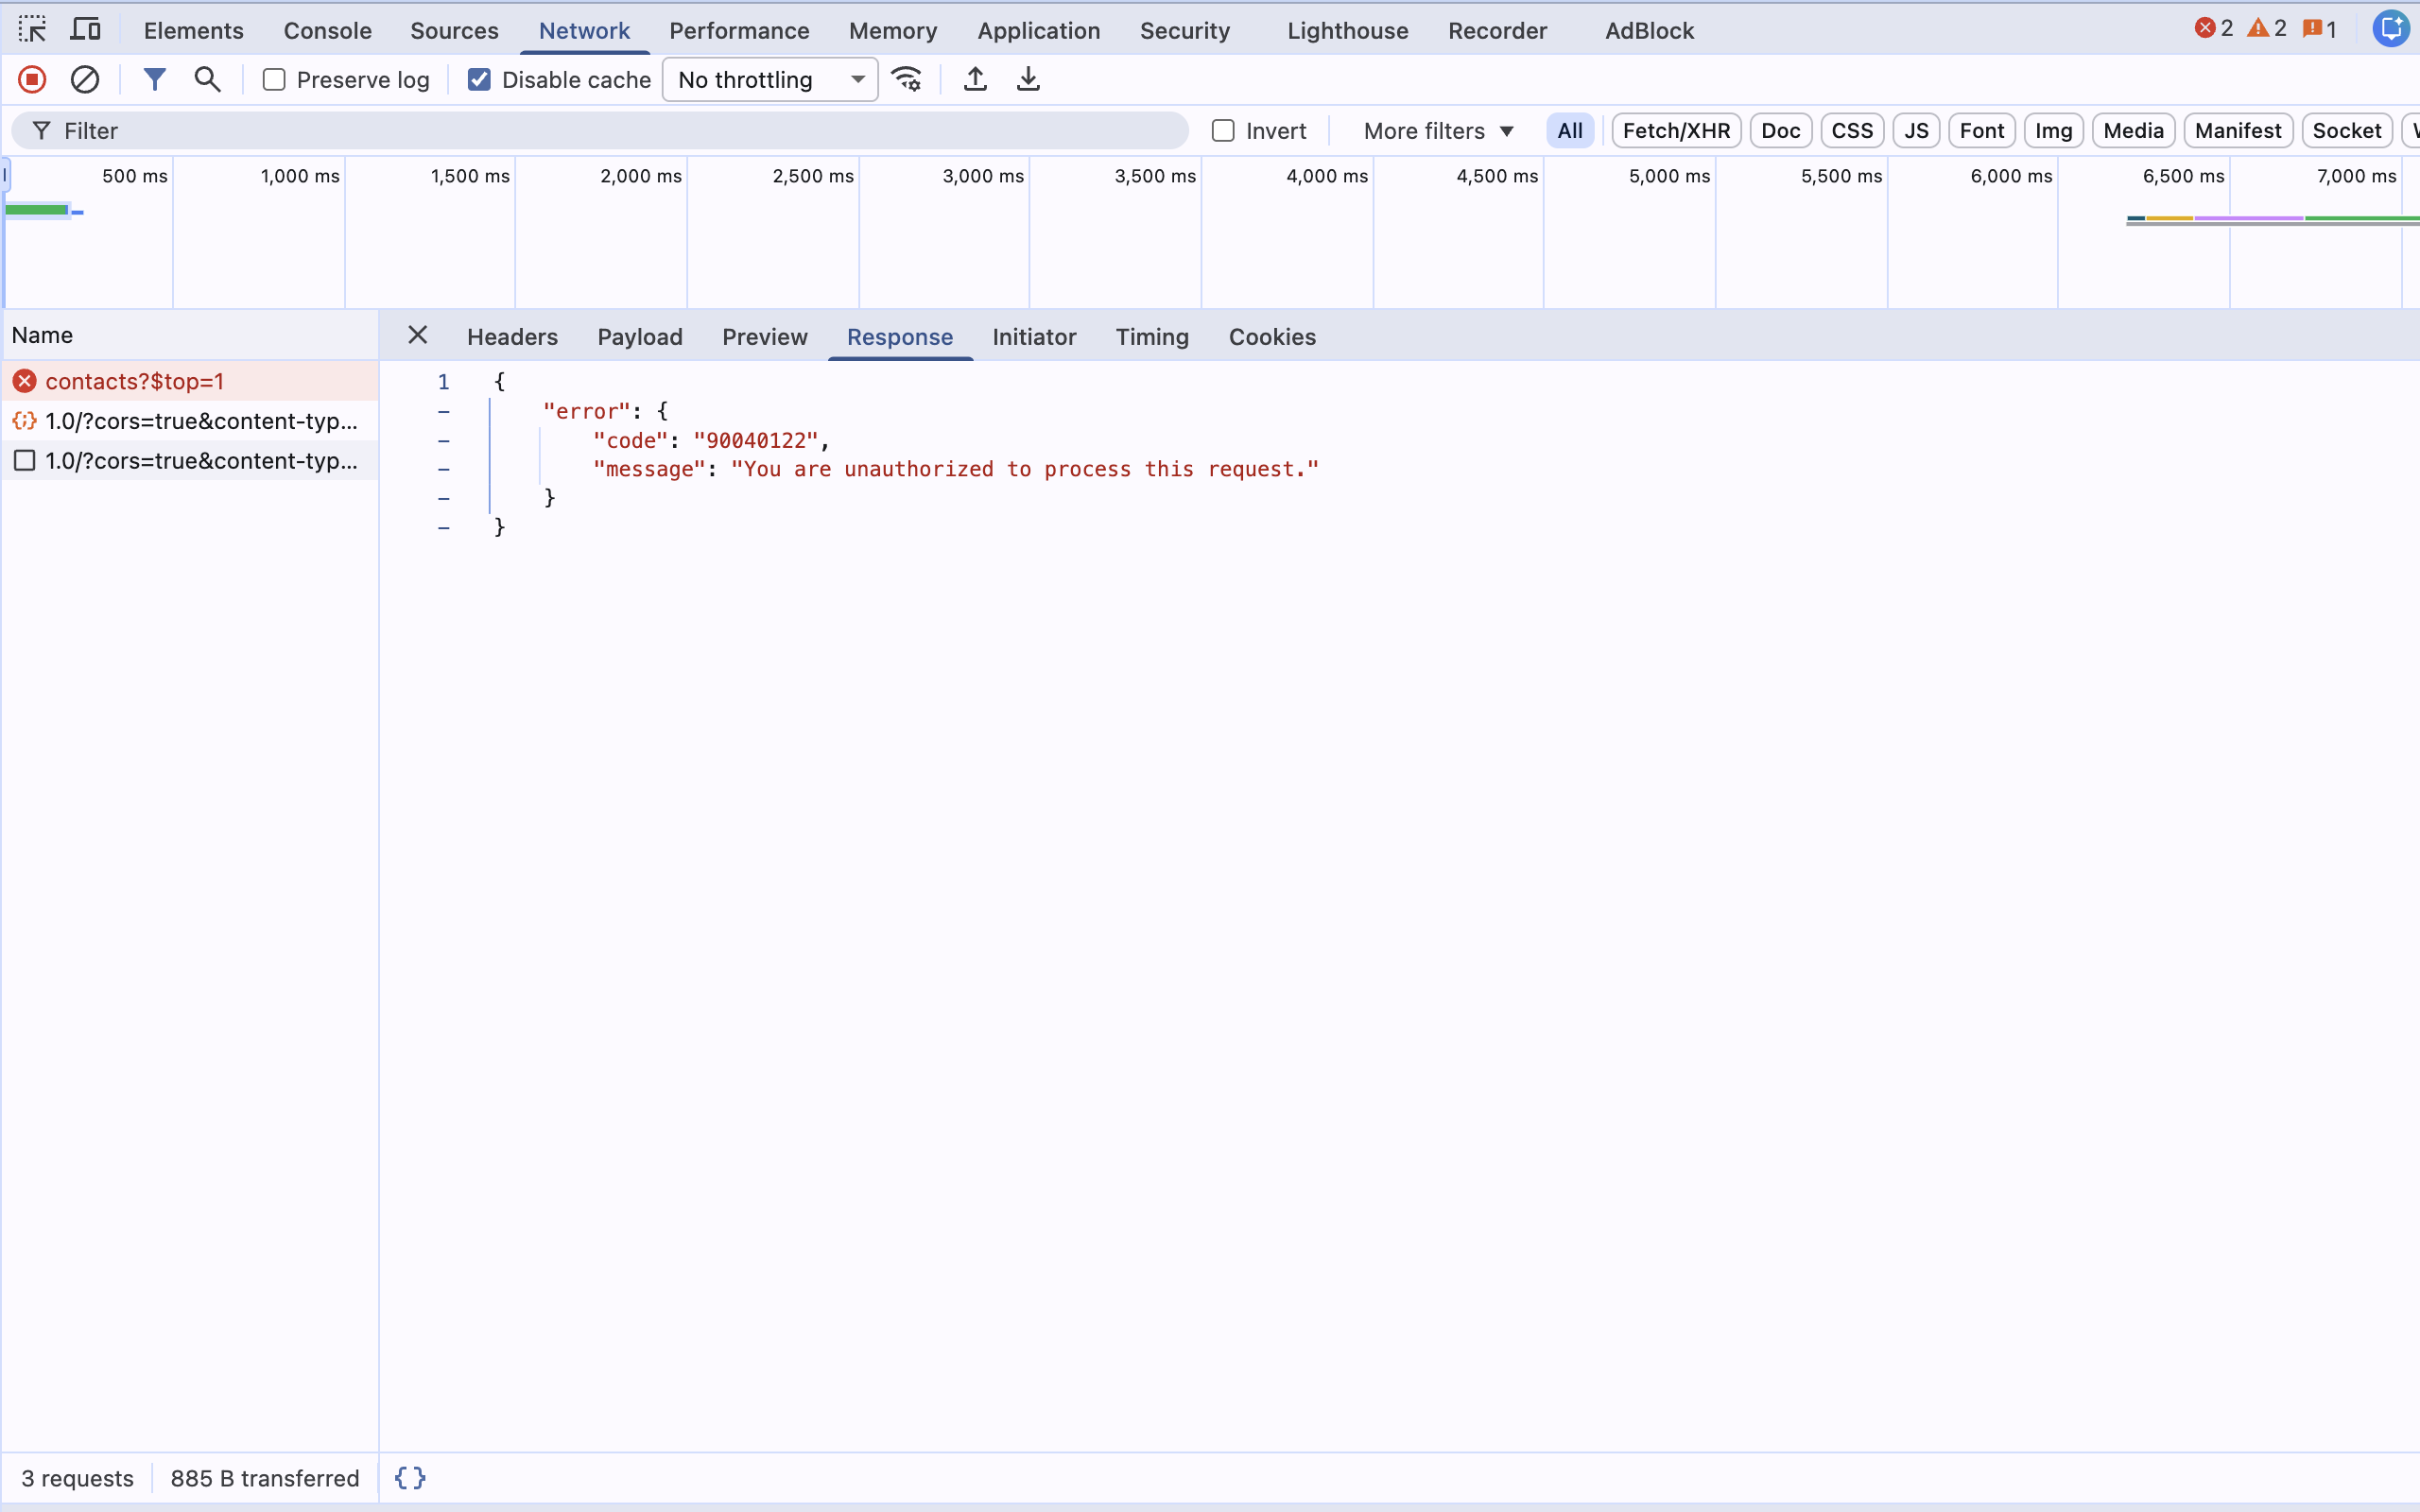 Elements Console Sources Network Performance Memory Application Security Lighthouse Recorder AdBlock 2 2 1
Preserve log Disable cache No throttling
Filter Invert More filters All Fetch/XHR Doc CSS JS Font Img Media Manifest Socket
500 ms 1,000 ms 1,500 ms 2,000 ms 2,500 ms 3,000 ms 3,500 ms 4,000 ms 4,500 ms 5,000 ms 5,500 ms 6,000 ms 6,500 ms 7,000 ms
Name
Headers Payload Preview Response Initiator Timing Cookies
contacts?$top=1
1.0/?cors=true&content-typ...
1.0/?cors=true&content-typ...
1 {
– "error": {
– "code": "90040122",
– "message": "You are unauthorized to process this request."
– }
– }
3 requests 885 B transferred {}